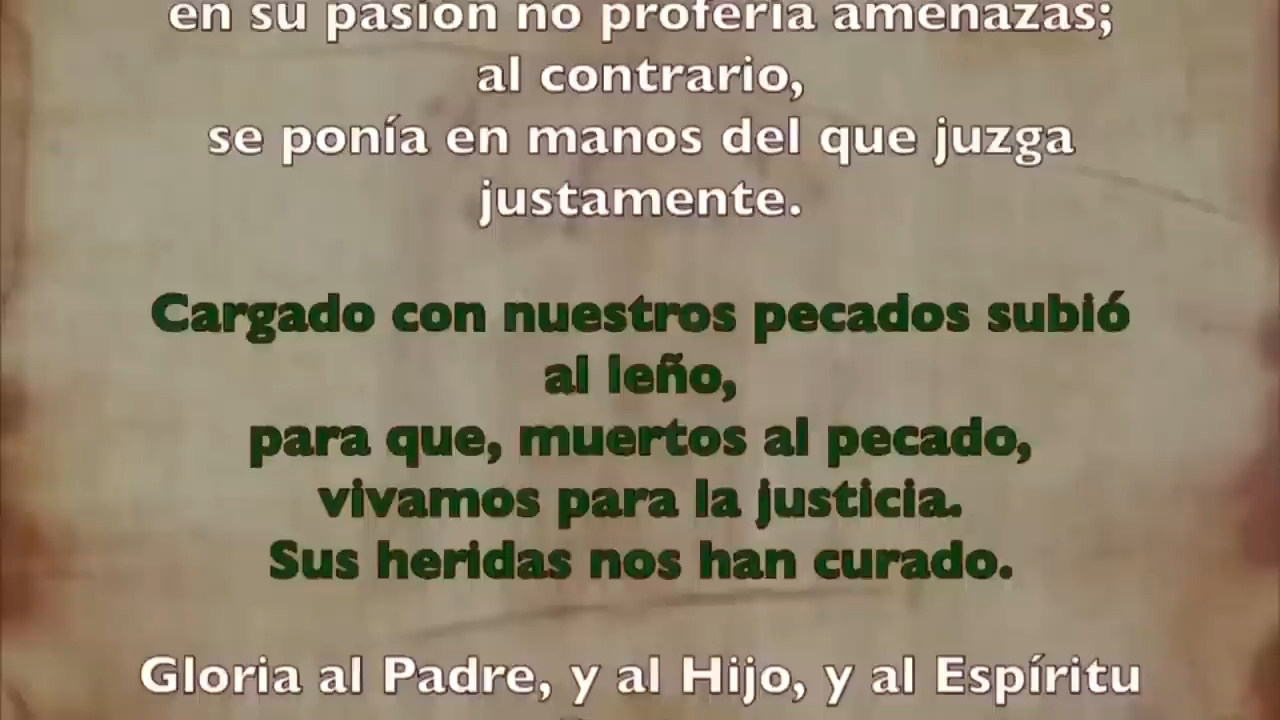 en su pasión no profería amenazas;
al contrario,
se ponía en manos del que juzga
justamente.
Cargado con nuestros pecados subió
al leño,
para que, muertos al pecado,
vivamos para la justicia.
Sus heridas nos han curado.
Gloria al Padre, y al Hijo, y al Espíritu